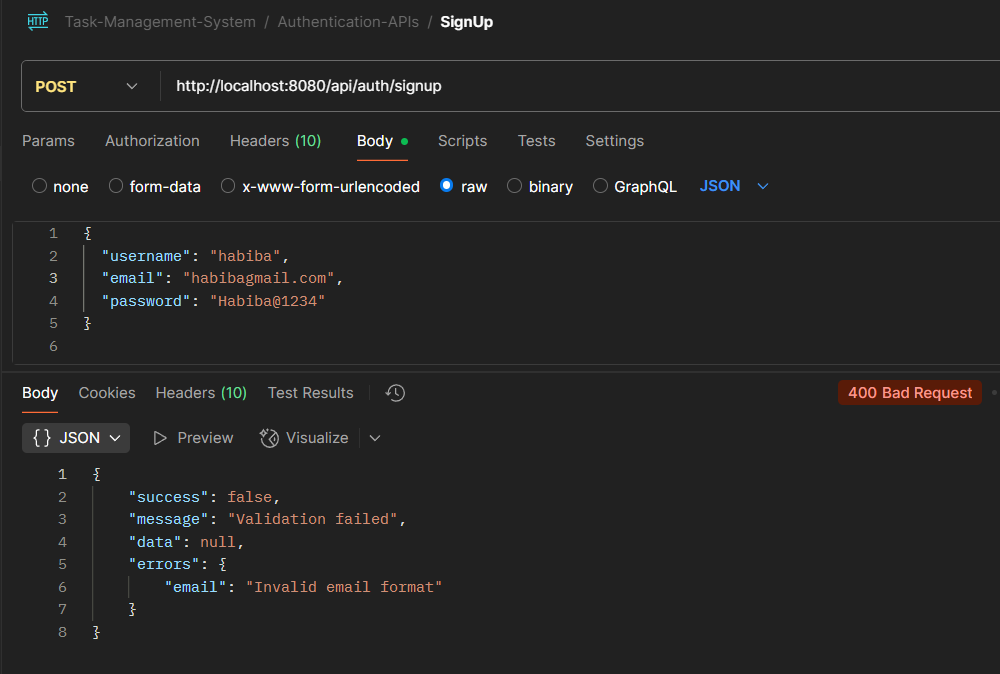 HTTP Task-Management-System / Authentication-APIs / SignUp
POST http://localhost:8080/api/auth/signup
Params Authorization Headers (10) Body Scripts Tests Settings
none form-data x-www-form-urlencoded raw binary GraphQL JSON
1 {
2 "username": "habiba",
3 "email": "habibagmail.com",
4 "password": "Habiba@1234"
5 }
6
Body Cookies Headers (10) Test Results 400 Bad Request
{} JSON Preview Visualize
1 {
2 "success": false,
3 "message": "Validation failed",
4 "data": null,
5 "errors": {
6 "email": "Invalid email format"
7 }
8 }